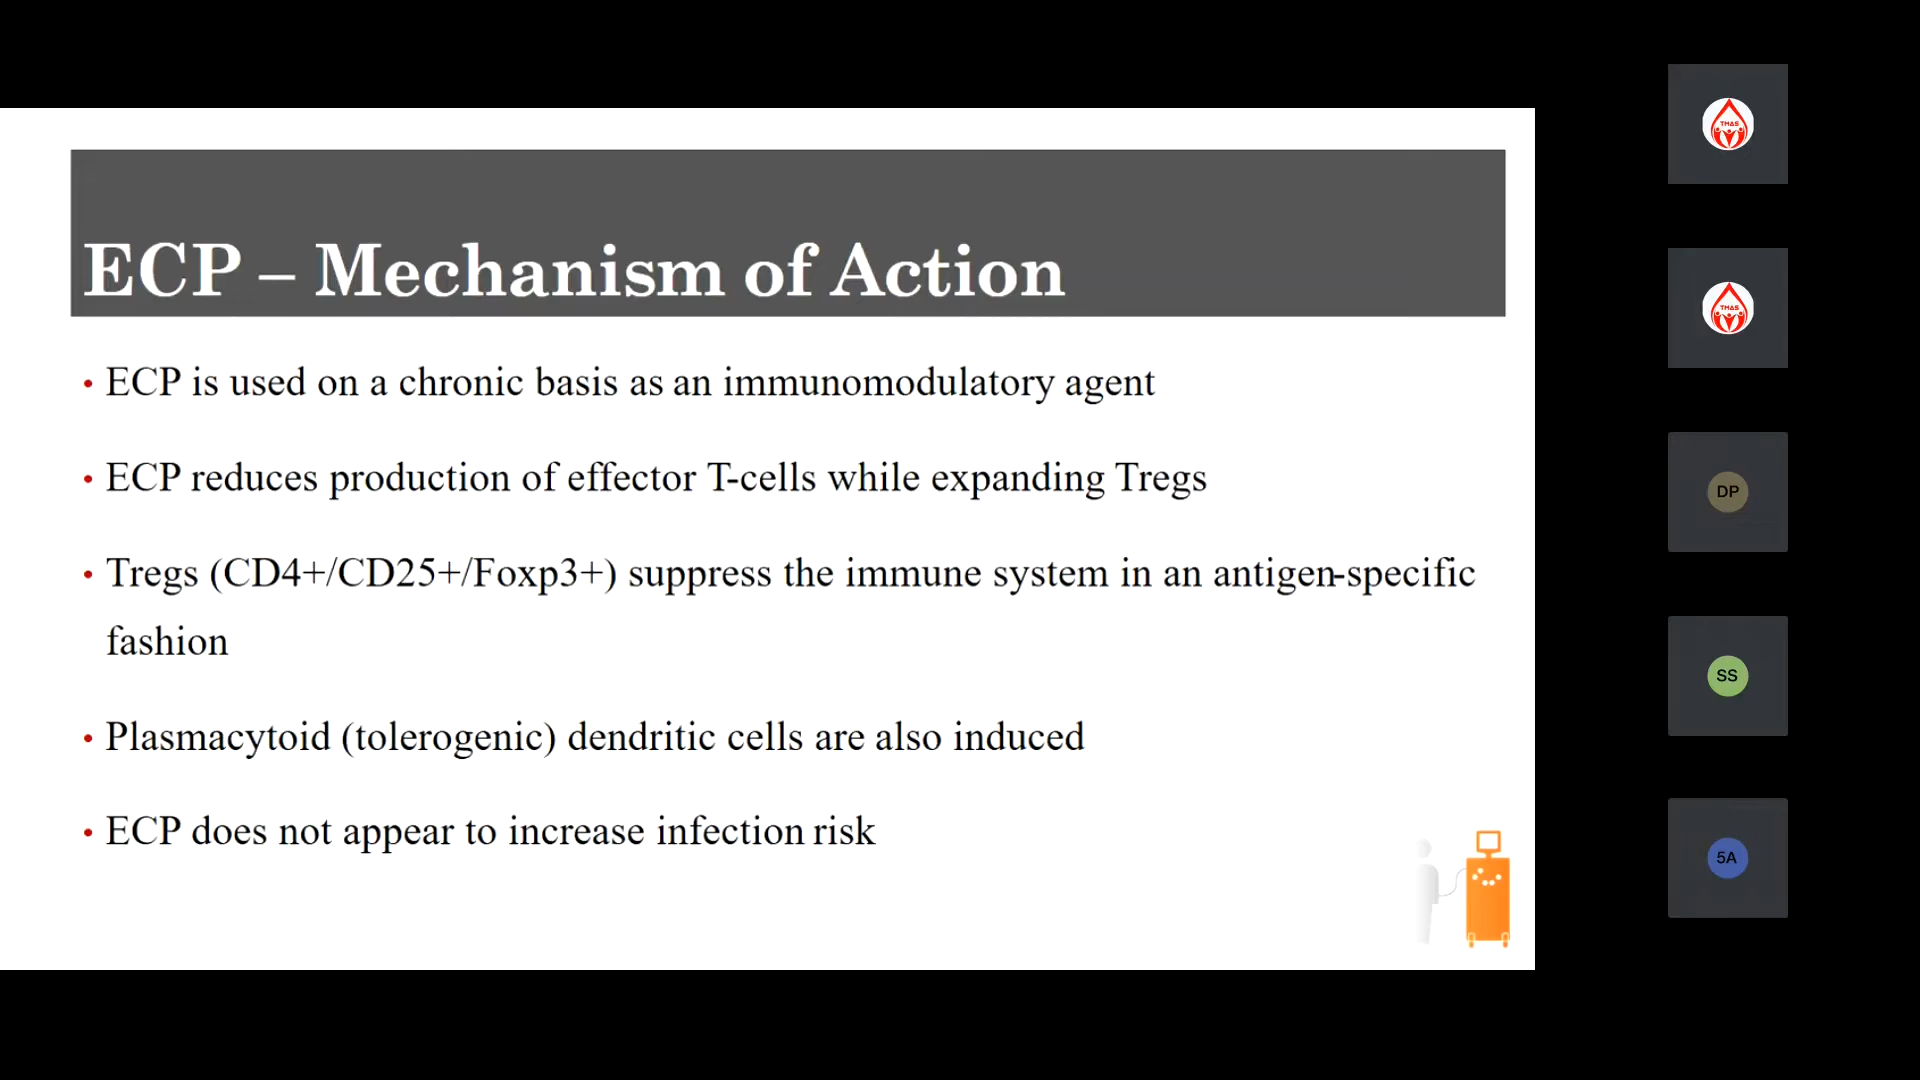 ECP – Mechanism of Action
• ECP is used on a chronic basis as an immunomodulatory agent
• ECP reduces production of effector T-cells while expanding Tregs
• Tregs (CD4+/CD25+/Foxp3+) suppress the immune system in an antigen-specific
fashion
• Plasmacytoid (tolerogenic) dendritic cells are also induced
• ECP does not appear to increase infection risk
TMAS
TMAS
DP
SS
5A